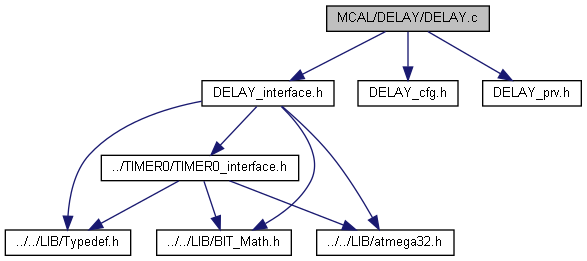 MCAL/DELAY/DELAY.c
DELAY_interface.h
DELAY_cfg.h
DELAY_prv.h
../TIMER0/TIMER0_interface.h
../../LIB/Typedef.h
../../LIB/BIT_Math.h
../../LIB/atmega32.h